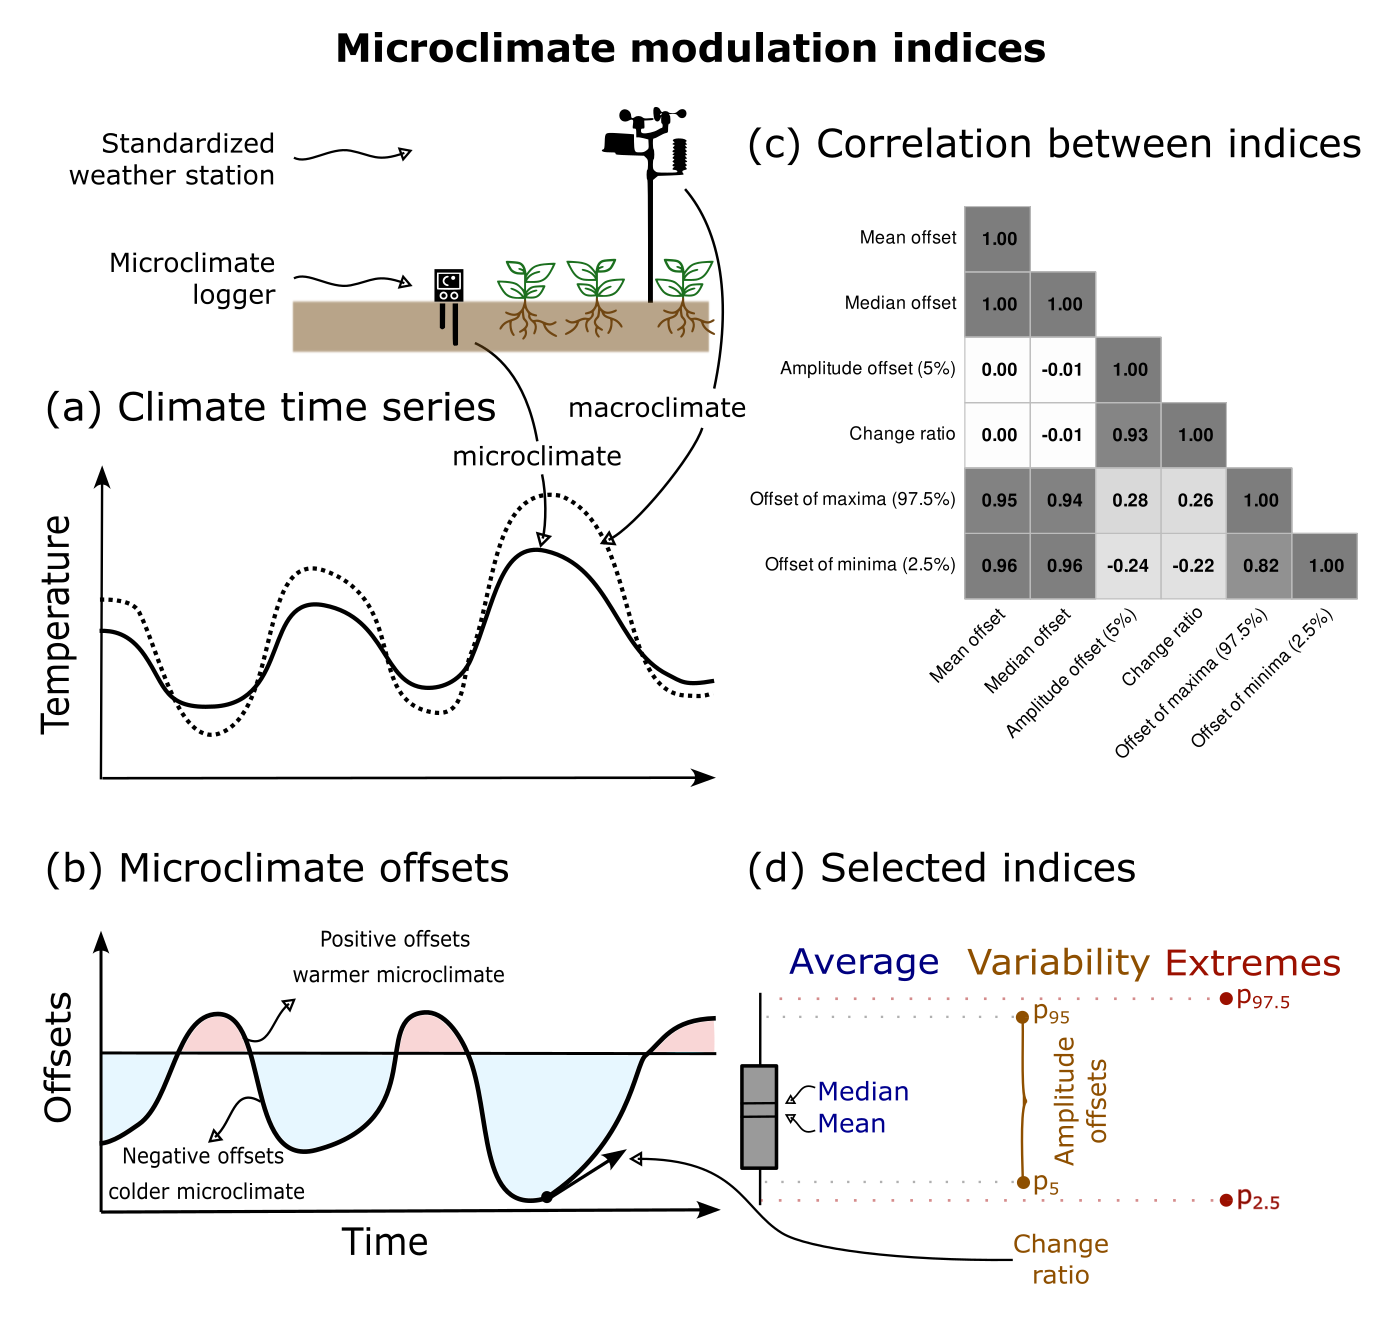 Microclimate modulation indices
Standardized
weather station
Microclimate
logger
(a) Climate time series
macroclimate
microclimate
Temperature
(c) Correlation between indices
Mean offset 1.00
Median offset 1.00 1.00
Amplitude offset (5%) 0.00 -0.01 1.00
Change ratio 0.00 -0.01 0.93 1.00
Offset of maxima (97.5%) 0.95 0.94 0.28 0.26 1.00
Offset of minima (2.5%) 0.96 0.96 -0.24 -0.22 0.82 1.00
Mean offset
Median offset
Amplitude offset (5%)
Change ratio
Offset of maxima (97.5%)
Offset of minima (2.5%)
(b) Microclimate offsets
Positive offsets
warmer microclimate
Offsets
Negative offsets
colder microclimate
Time
(d) Selected indices
Average Variability Extremes
p97.5
p95
Median
Mean
Amplitude
offsets
p5
p2.5
Change
ratio